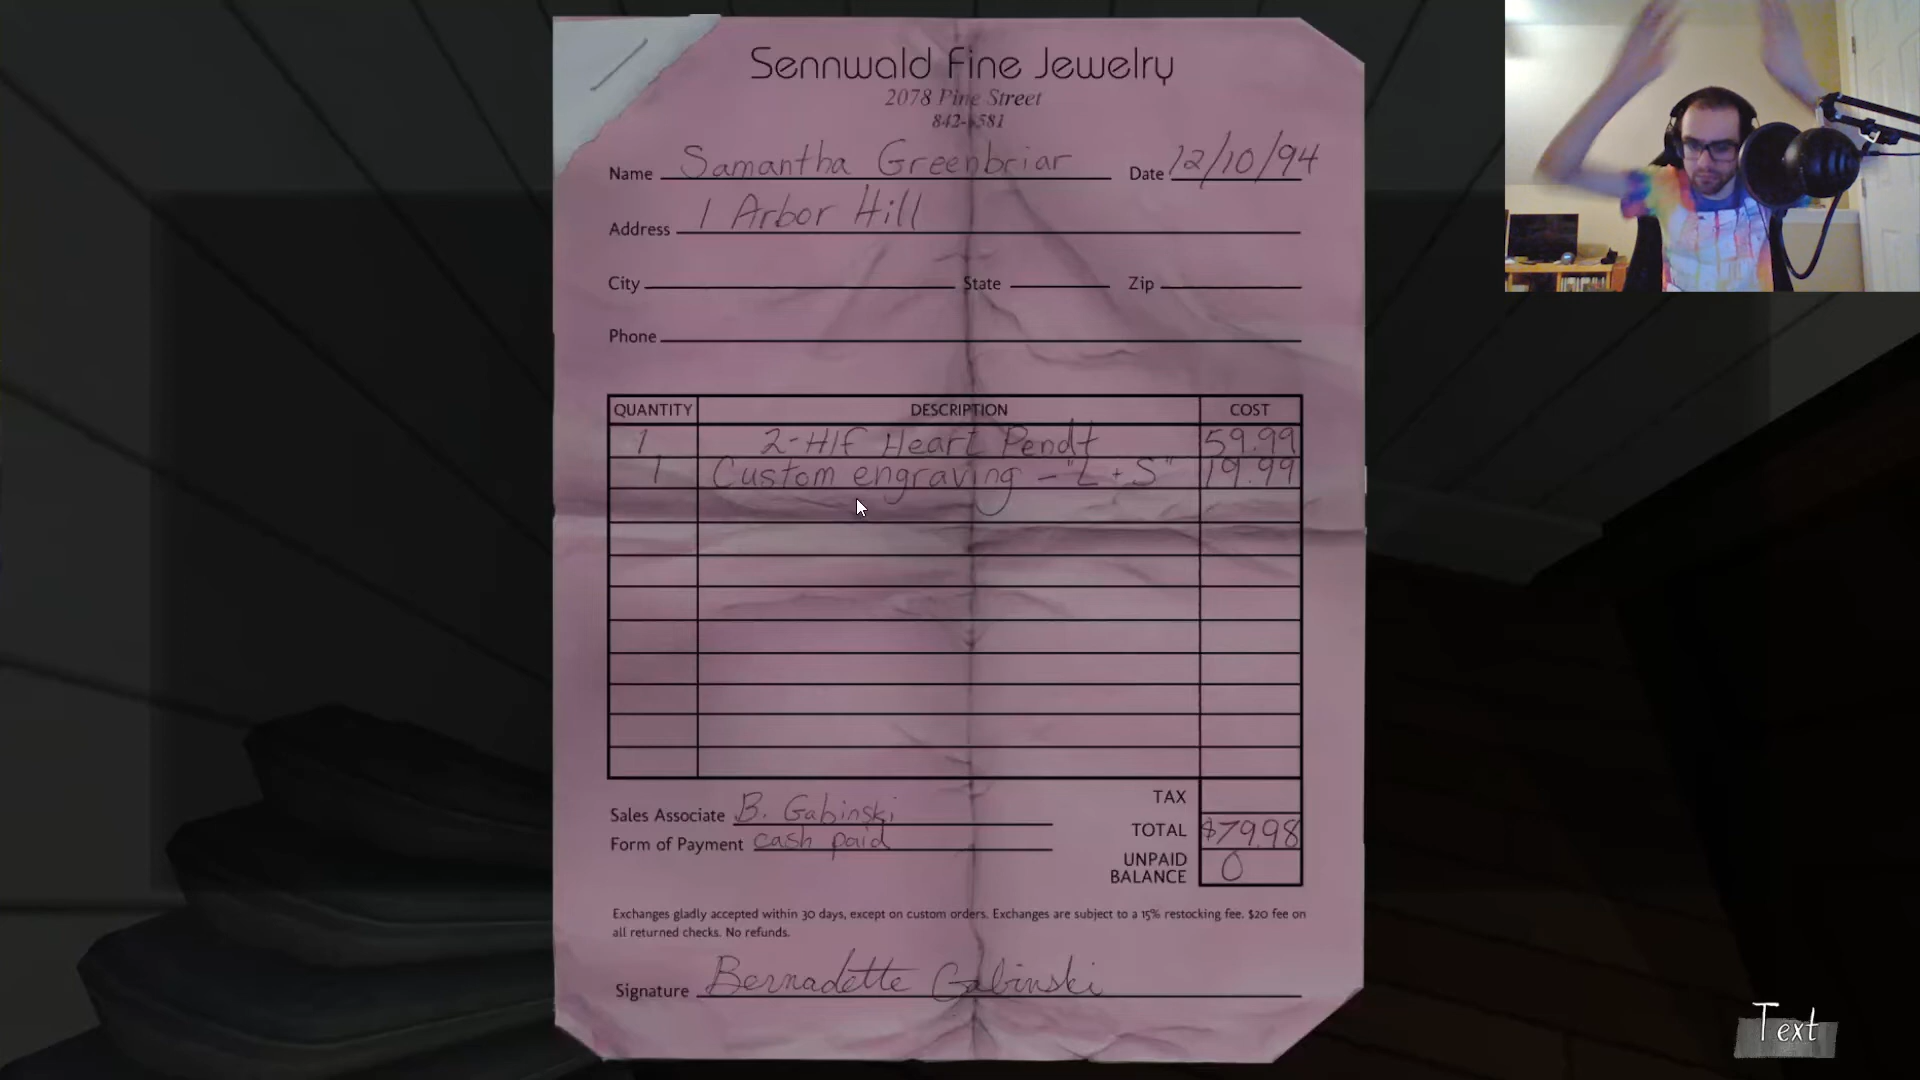 Sennwald Fine Jewelry
2078 Pine Street
842-6581
Name Samantha Greenbriar Date 12/10/94
Address 1 Arbor Hill
City State Zip
Phone
QUANTITY DESCRIPTION COST
1 2-Hlf Heart Pendt 59.99
1 Custom engraving - "L + S" 19.99
TAX
Sales Associate B. Gabinski
TOTAL $79.98
Form of Payment cash paid
UNPAID BALANCE 0
Exchanges gladly accepted within 30 days, except on custom orders. Exchanges are subject to a 15% restocking fee. $20 fee on
all returned checks. No refunds.
Signature Bernadette Gabinski
Text